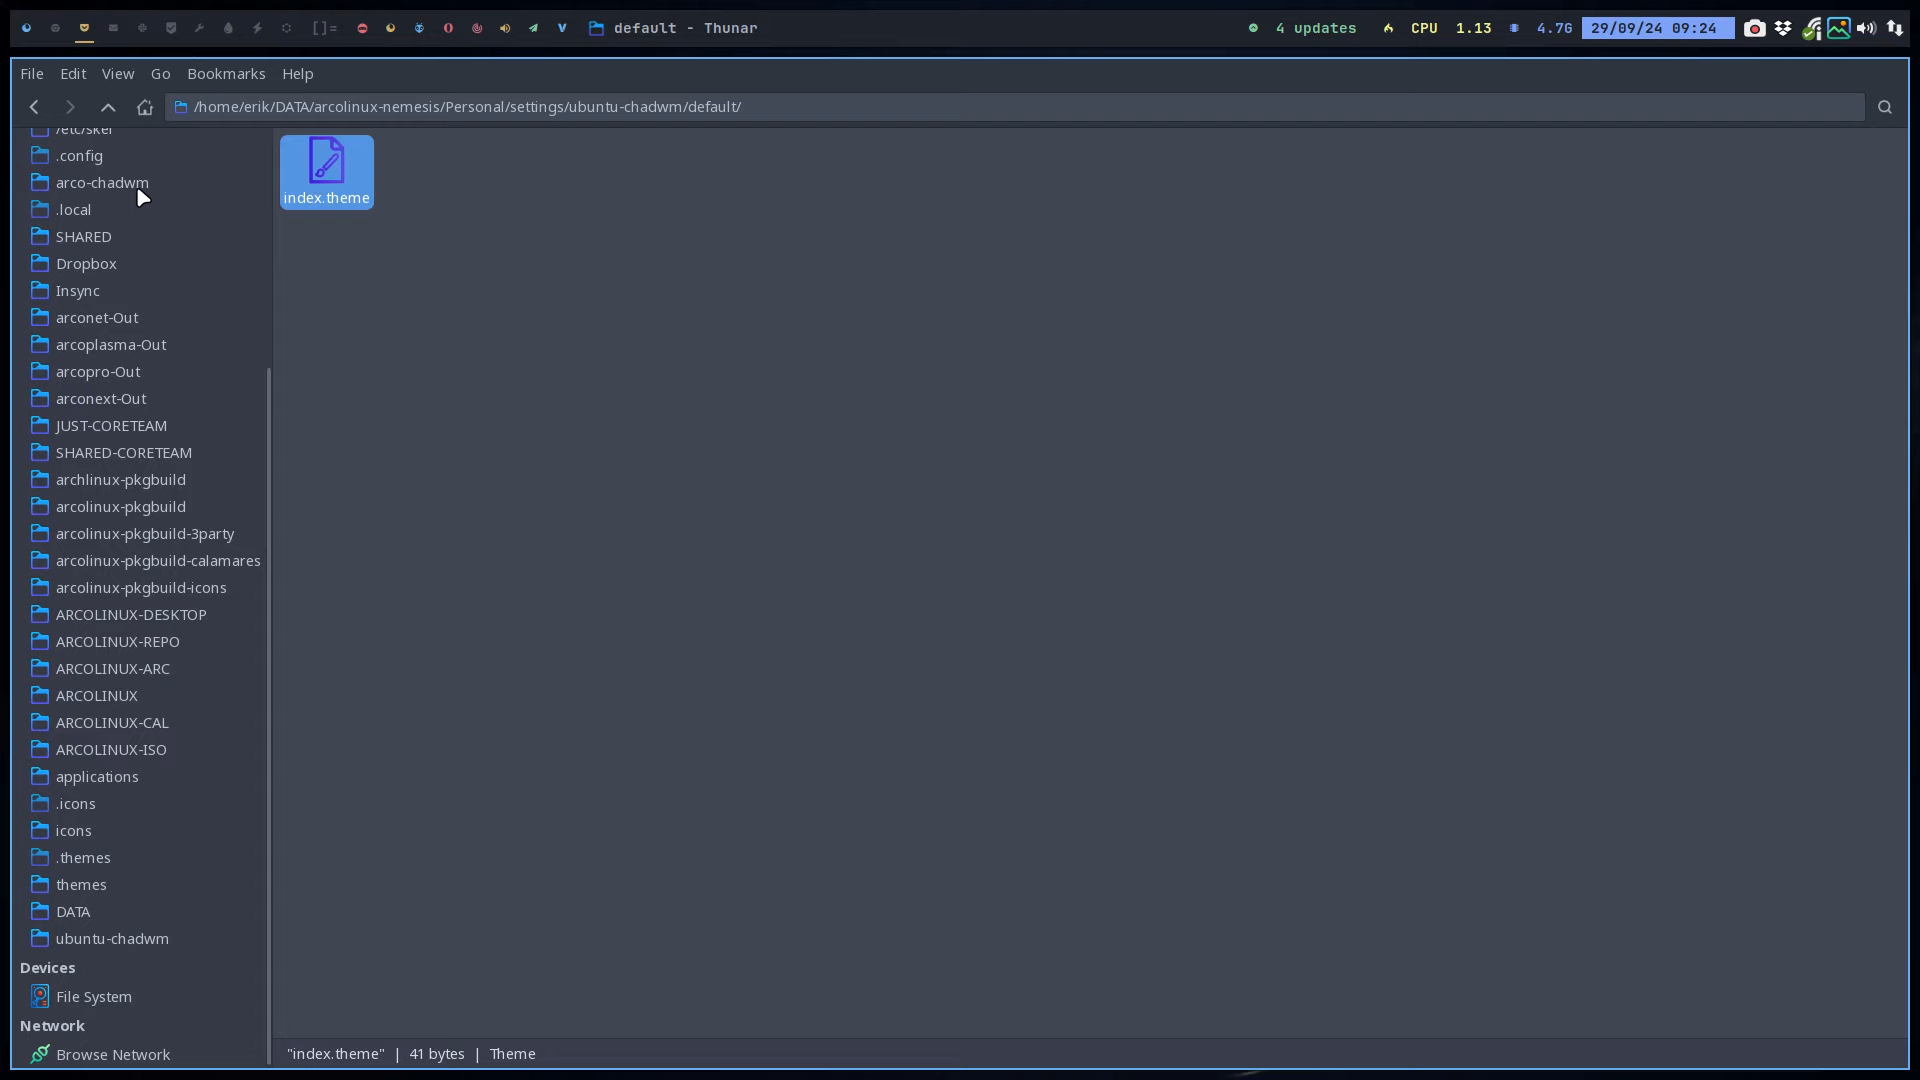 []=
default - Thunar
4 updates
CPU 1.13
4.7G
29/09/24 09:24
File Edit View Go Bookmarks Help
/home/erik/DATA/arcolinux-nemesis/Personal/settings/ubuntu-chadwm/default/
/etc/skel
.config
arco-chadwm
.local
SHARED
Dropbox
Insync
arconet-Out
arcoplasma-Out
arcopro-Out
arconext-Out
JUST-CORETEAM
SHARED-CORETEAM
archlinux-pkgbuild
arcolinux-pkgbuild
arcolinux-pkgbuild-3party
arcolinux-pkgbuild-calamares
arcolinux-pkgbuild-icons
ARCOLINUX-DESKTOP
ARCOLINUX-REPO
ARCOLINUX-ARC
ARCOLINUX
ARCOLINUX-CAL
ARCOLINUX-ISO
applications
.icons
icons
.themes
themes
DATA
ubuntu-chadwm
Devices
File System
Network
Browse Network
index.theme
"index.theme" | 41 bytes | Theme